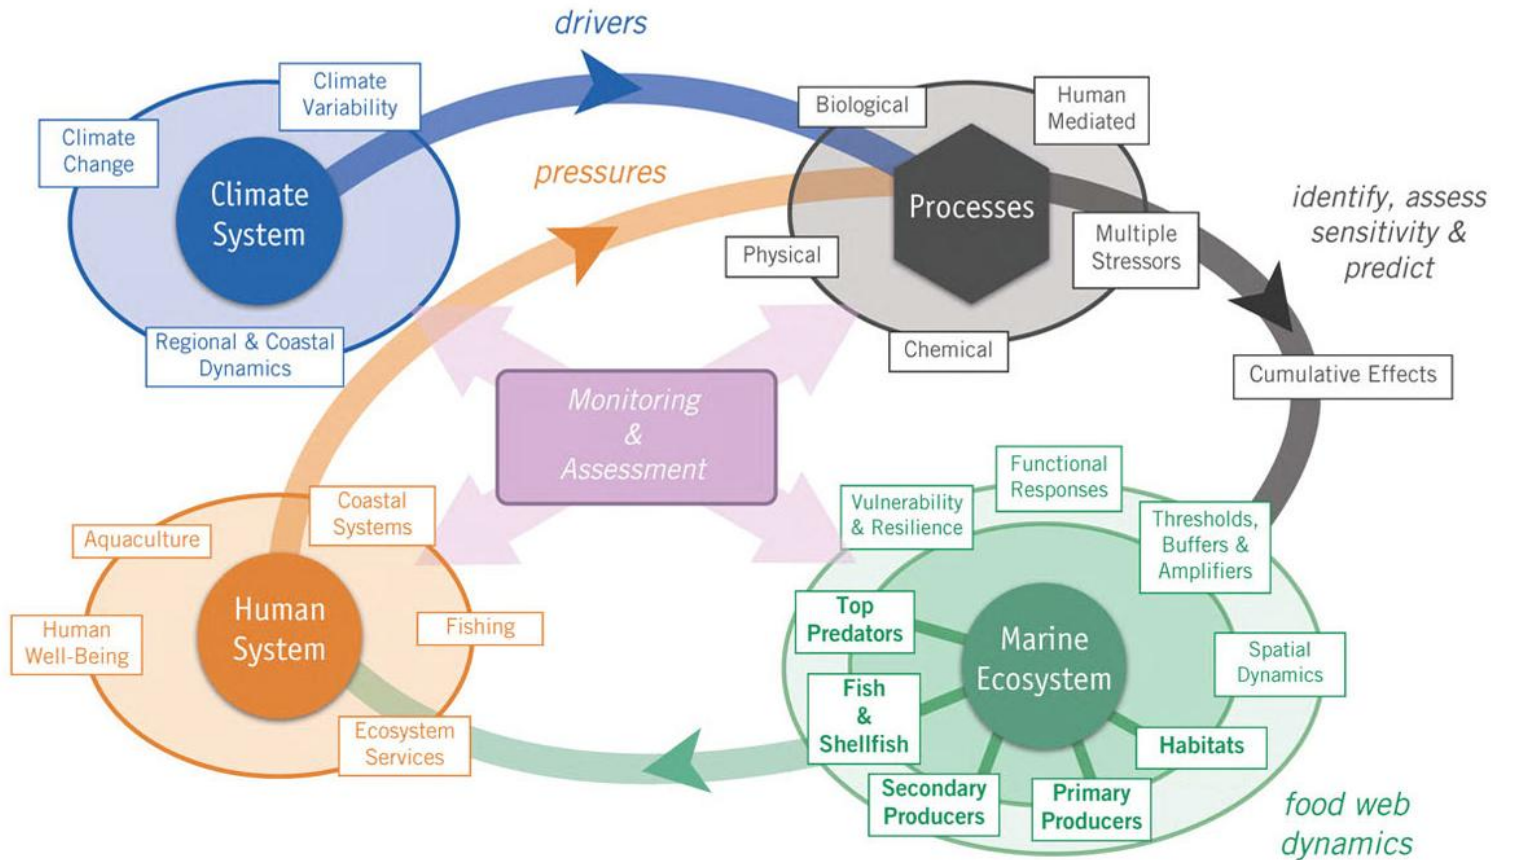 drivers
Climate
Variability
Climate
Change
Climate
System
Regional & Coastal
Dynamics
pressures
Biological
Human
Mediated
Processes
Physical
Multiple
Stressors
Chemical
identify, assess
sensitivity &
predict
Cumulative Effects
Monitoring
&
Assessment
Coastal
Systems
Aquaculture
Human
System
Human
Well-Being
Fishing
Ecosystem
Services
Functional
Responses
Vulnerability
& Resilience
Thresholds,
Buffers &
Amplifiers
Top
Predators
Marine
Ecosystem
Spatial
Dynamics
Fish
&
Shellfish
Habitats
Secondary
Producers
Primary
Producers
food web
dynamics